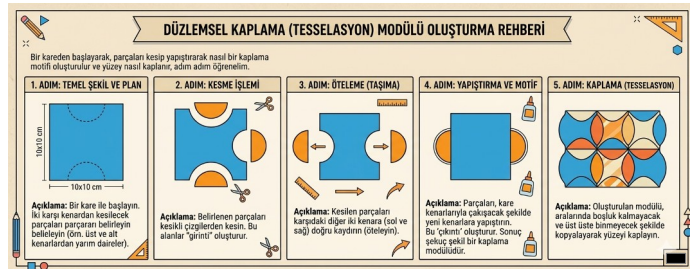 DÜZLEMSEL KAPLAMA (TESSELASYON) MODÜLÜ OLUŞTURMA REHBERİ
Bir kareden başlayarak, parçaları kesip yapıştırarak nasıl bir kaplama
motifi oluşturulur ve yüzey nasıl kaplanır, adım adım öğrenelim.
1. ADIM: TEMEL ŞEKİL VE PLAN
10x10 cm
10x10 cm
Açıklama: Bir kare ile başlayın.
İki karşı kenardan kesilecek
parçaları parçararı belirleyin
belleleyin (örn. üst ve alt
kenarlardan yarım daireler).
2. ADIM: KESME İŞLEMİ
Açıklama: Belirlenen parçaları
kesikli çizgilerden kesin. Bu
alanlar "girinti" oluşturur.
3. ADIM: ÖTELEME (TAŞIMA)
Açıklama: Kesilen parçaları
karşıdaki diğer iki kenara (sol ve
sağ) doğru kaydırın (öteleyin).
4. ADIM: YAPIŞTIRMA VE MOTİF
Açıklama: Parçaları, kare
kenarlarıyla çakışacak şekilde
yeni kenarlara yapıştırın.
Bu 'çıkıntı' oluşturur. Sonuç
şekuç şekil bir kaplama
modülüdür.
5. ADIM: KAPLAMA (TESSELASYON)
Açıklama: Oluşturulan modülü,
aralarında boşluk kalmayacak
ve üst üste binmeyecek şekilde
kopyalayarak yüzeyi kaplayın.